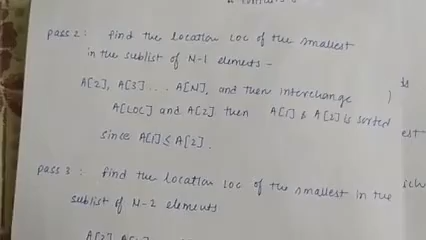 pass 2 : find the location LOC of the smallest
in the sublist of N-1 elements -
A[2], A[3] ... A[N], and then interchange
A[LOC] and A[2] then A[1] & A[2] is sorted
since A[1] ≤ A[2].
pass 3 : find the location LOC of the smallest in the
sublist of N-2 elements